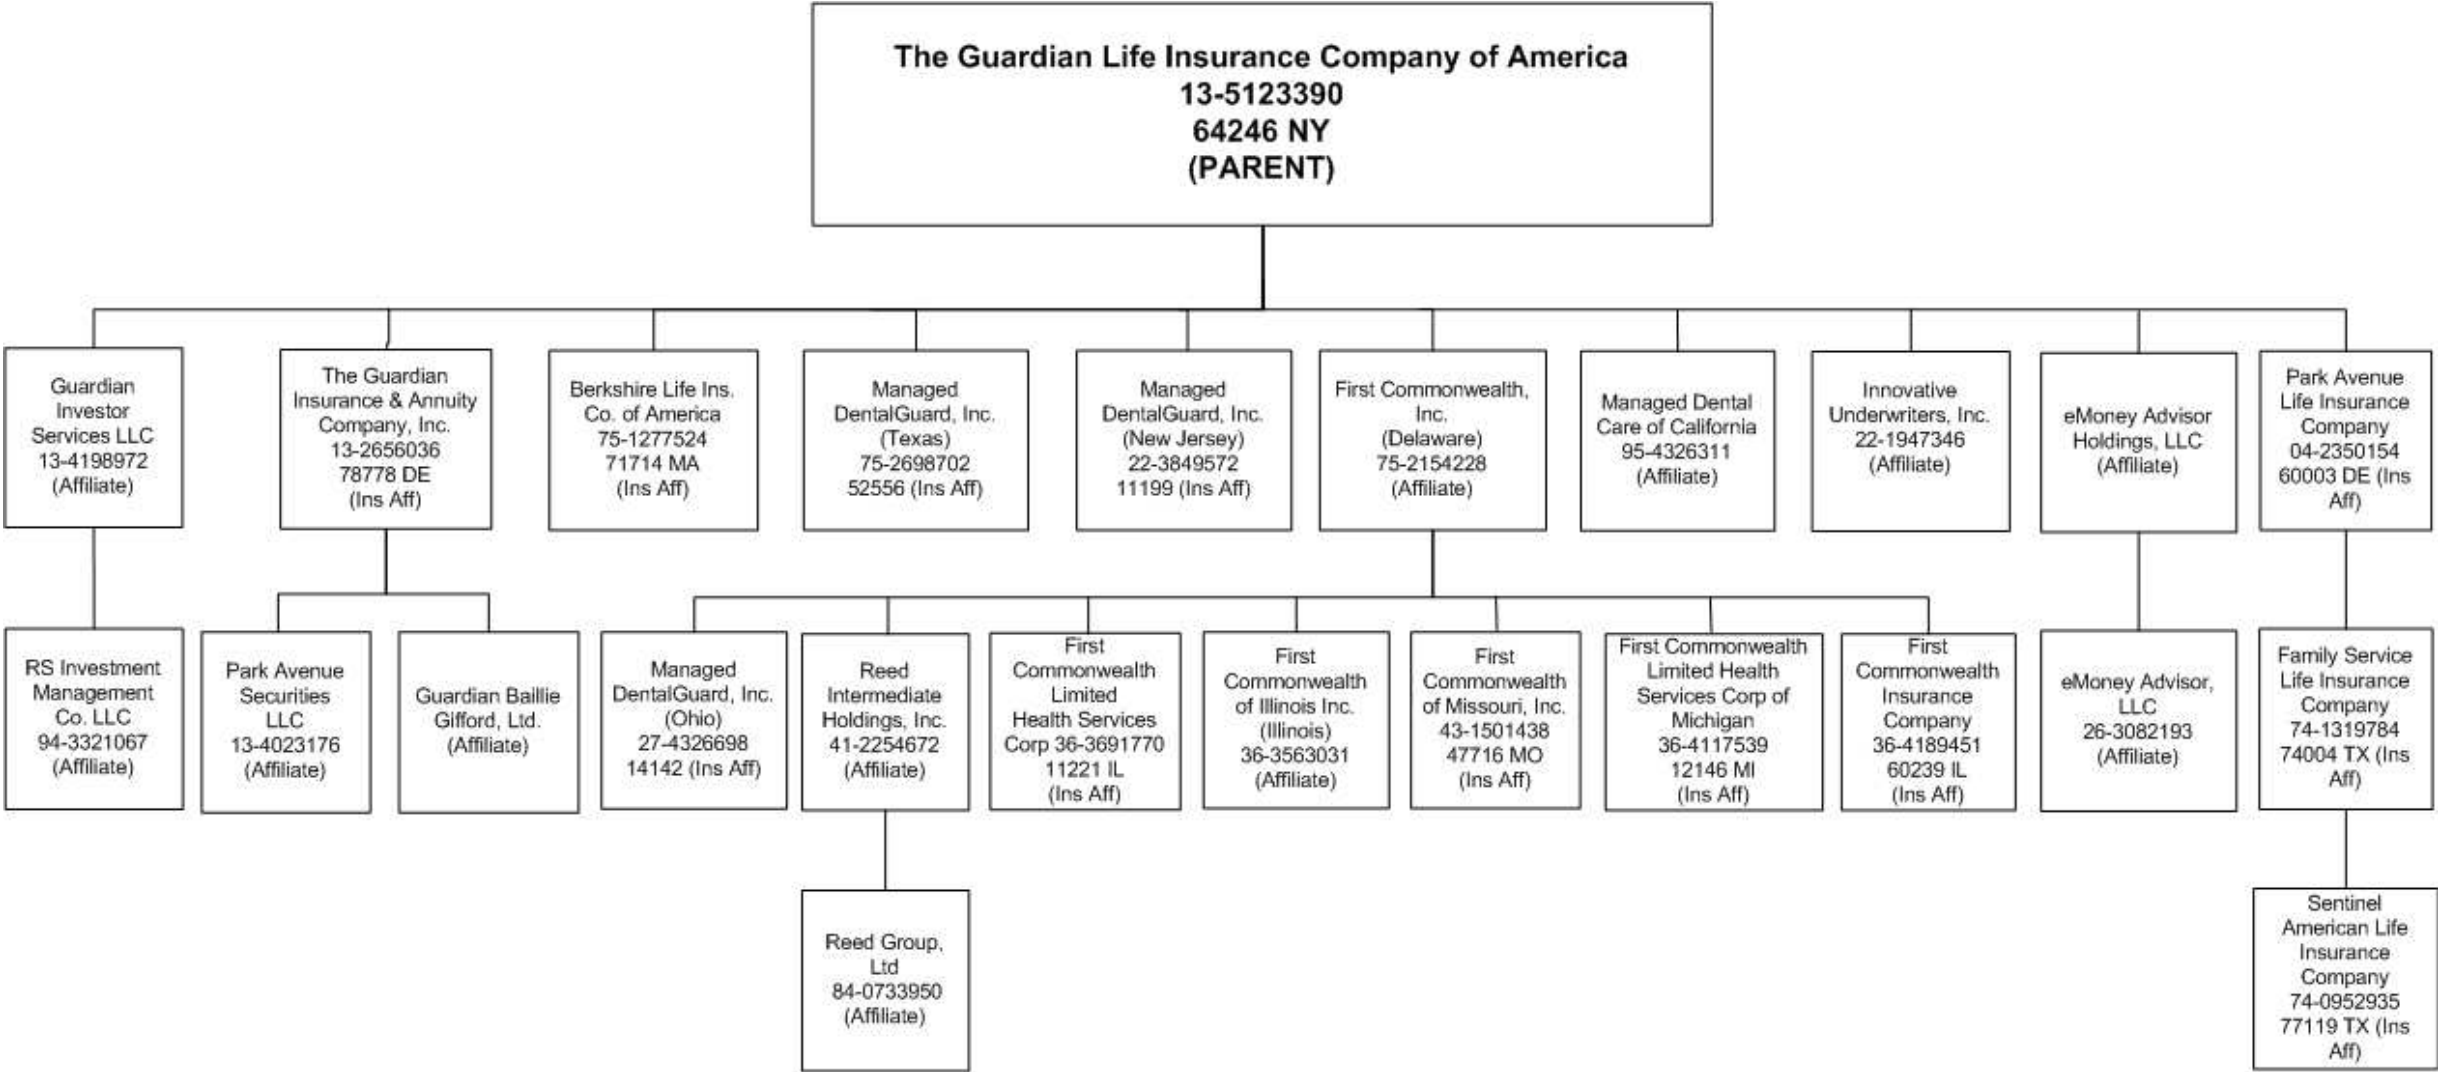 The Guardian Life Insurance Company of America
13-5123390
64246 NY
(PARENT)
Guardian
Investor
Services LLC
13-4198972
(Affiliate)
The Guardian
Insurance & Annuity
Company, Inc.
13-2656036
78778 DE
(Ins Aff)
Berkshire Life Ins.
Co. of America
75-1277524
71714 MA
(Ins Aff)
Managed
DentalGuard, Inc.
(Texas)
75-2698702
52556 (Ins Aff)
Managed
DentalGuard, Inc.
(New Jersey)
22-3849572
11199 (Ins Aff)
First Commonwealth,
Inc.
(Delaware)
75-2154228
(Affiliate)
Managed Dental
Care of California
95-4326311
(Affiliate)
Innovative
Underwriters, Inc.
22-1947346
(Affiliate)
eMoney Advisor
Holdings, LLC
(Affiliate)
Park Avenue
Life Insurance
Company
04-2350154
60003 DE (Ins
Aff)
RS Investment
Management
Co. LLC
94-3321067
(Affiliate)
Park Avenue
Securities
LLC
13-4023176
(Affiliate)
Guardian Baillie
Gifford, Ltd.
(Affiliate)
Managed
DentalGuard, Inc.
(Ohio)
27-4326698
14142 (Ins Aff)
Reed
Intermediate
Holdings, Inc.
41-2254672
(Affiliate)
First
Commonwealth
Limited
Health Services
Corp 36-3691770
11221 IL
(Ins Aff)
First
Commonwealth
of Illinois Inc.
(Illinois)
36-3563031
(Affiliate)
First
Commonwealth
of Missouri, Inc.
43-1501438
47716 MO
(Ins Aff)
First Commonwealth
Limited Health
Services Corp of
Michigan
36-4117539
12146 MI
(Ins Aff)
First
Commonwealth
Insurance
Company
36-4189451
60239 IL
(Ins Aff)
eMoney Advisor,
LLC
26-3082193
(Affiliate)
Family Service
Life Insurance
Company
74-1319784
74004 TX (Ins
Aff)
Reed Group,
Ltd
84-0733950
(Affiliate)
Sentinel
American Life
Insurance
Company
74-0952935
77119 TX (Ins
Aff)